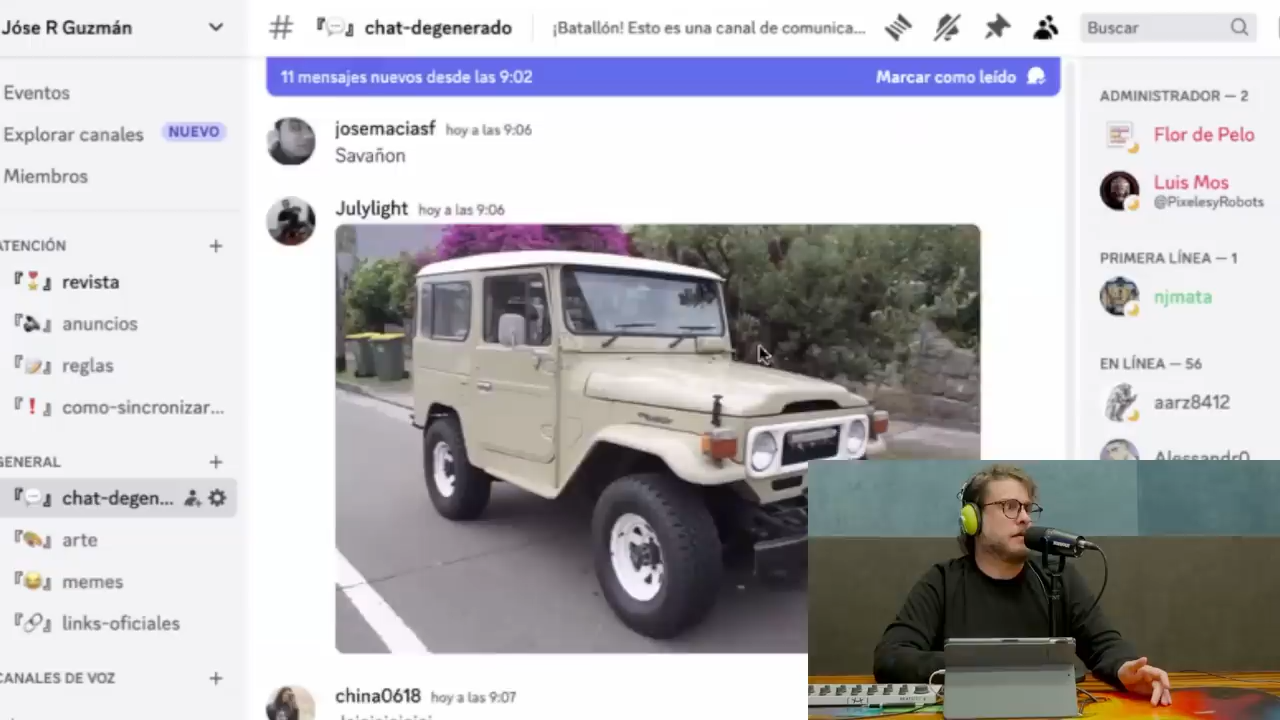 Jóse R Guzmán
chat-degenerado
¡Batallón! Esto es una canal de comunica...
Buscar
11 mensajes nuevos desde las 9:02
Marcar como leído
Eventos
Explorar canales NUEVO
Miembros
ATENCIÓN
revista
anuncios
reglas
como-sincronizar...
GENERAL
chat-degen...
arte
memes
links-oficiales
CANALES DE VOZ
josemaciasf hoy a las 9:06
Savañon
Julylight hoy a las 9:06
china0618 hoy a las 9:07
ADMINISTRADOR — 2
Flor de Pelo
Luis Mos
@PixelesyRobots
PRIMERA LÍNEA — 1
njmata
EN LÍNEA — 56
aarz8412
Alessandr0